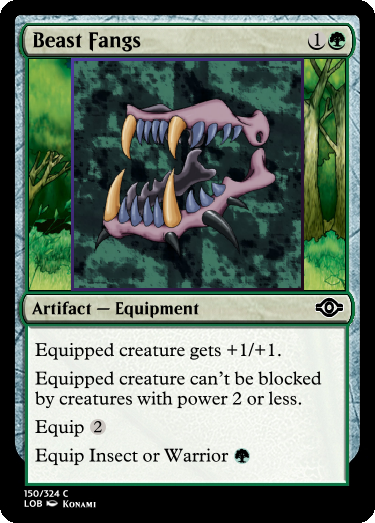 Beast Fangs 1
Artifact — Equipment
Equipped creature gets +1/+1.
Equipped creature can't be blocked
by creatures with power 2 or less.
Equip 2
Equip Insect or Warrior
150/324 C
LOB Konami